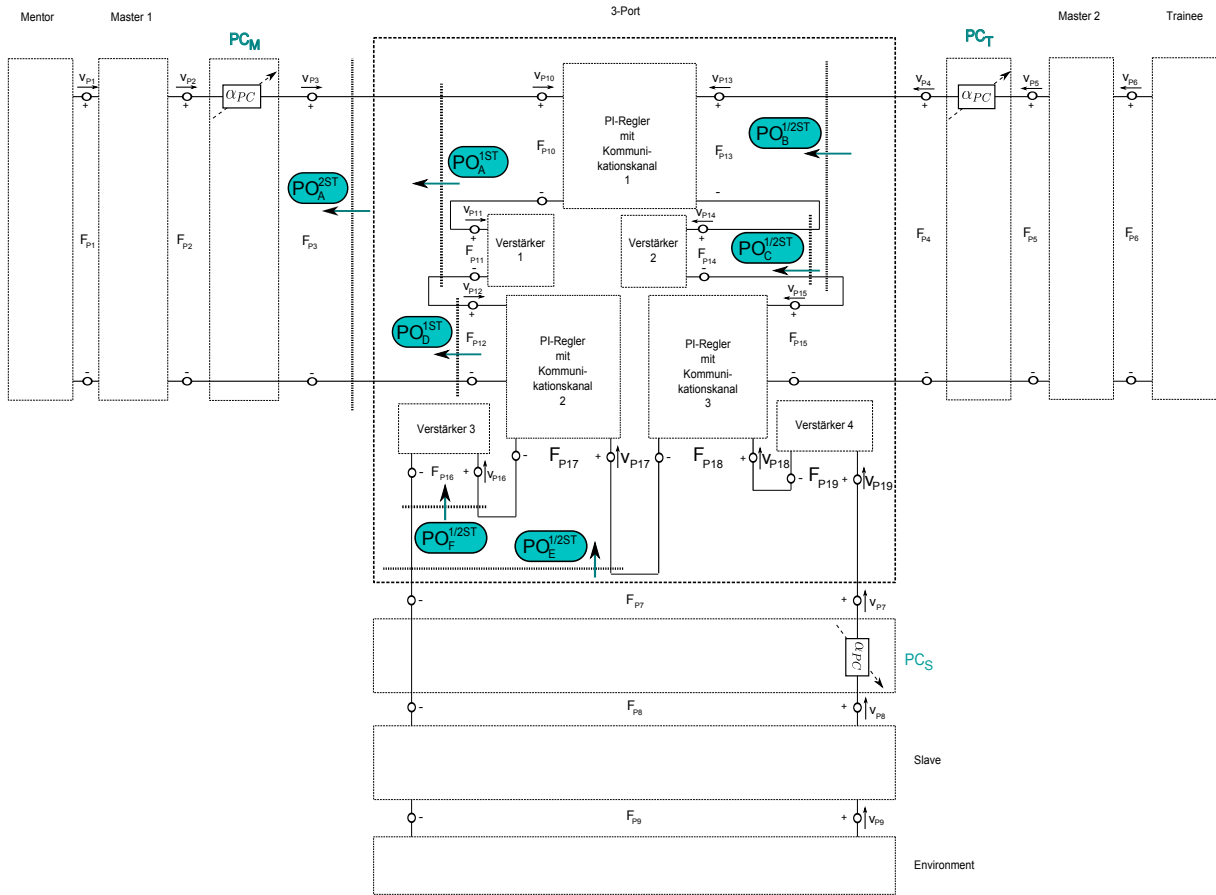 3-Port
Mentor
Master 1
Master 2
Trainee
PC_M
PC_T
v_P1
v_P2
v_P3
v_P10
v_P13
v_P4
v_P5
v_P6
α_PC
α_PC
+
+
+
+
+
+
+
+
PI-Regler
mit
Kommuni-
kationskanal
1
PO_B^1/2ST
PO_A^1ST
PO_A^2ST
F_P10
F_P13
-
-
v_P11
v_P14
+
+
Verstärker
1
Verstärker
2
F_P1
F_P2
F_P3
F_P11
F_P14
PO_C^1/2ST
F_P4
F_P5
F_P6
-
-
v_P12
v_P15
+
+
PO_D^1ST
F_P12
F_P15
PI-Regler
mit
Kommuni-
kationskanal
2
PI-Regler
mit
Kommuni-
kationskanal
3
-
-
-
-
-
-
-
-
Verstärker 3
Verstärker 4
-
F_P16
+
v_P16
-
F_P17
+
v_P17
-
F_P18
+
v_P18
-
F_P19
+
v_P19
PO_F^1/2ST
PO_E^1/2ST
-
F_P7
+
v_P7
α_PC
PC_S
-
F_P8
+
v_P8
Slave
-
F_P9
+
v_P9
Environment